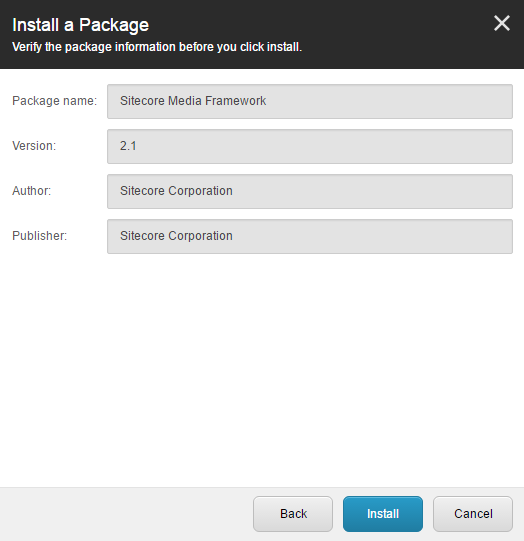 Install a Package
Verify the package information before you click install.
Package name: Sitecore Media Framework
Version: 2.1
Author: Sitecore Corporation
Publisher: Sitecore Corporation
Back Install Cancel